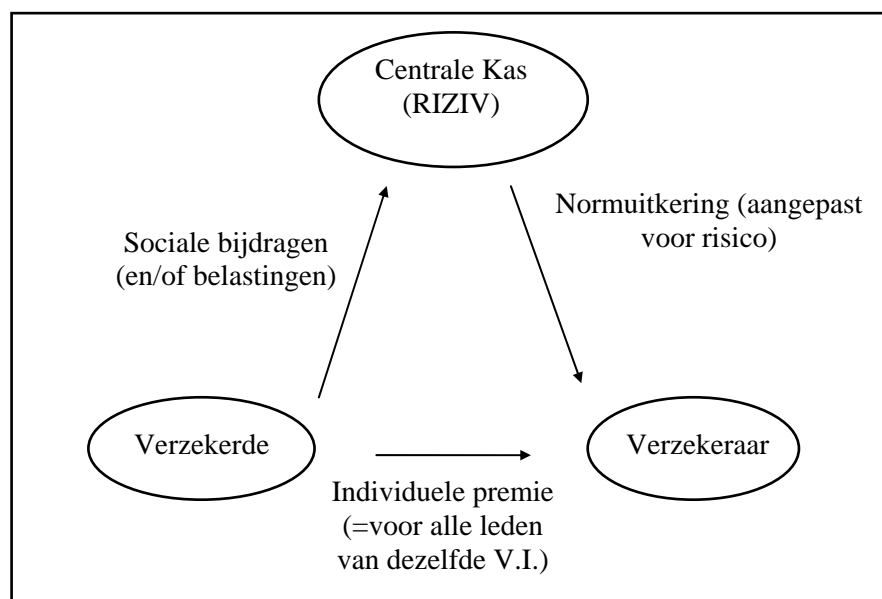 Centrale Kas
(RIZIV)
Normuitkering (aangepast
voor risico)
Sociale bijdragen
(en/of belastingen)
Verzekerde
Verzekeraar
Individuele premie
(=voor alle leden
van dezelfde V.I.)